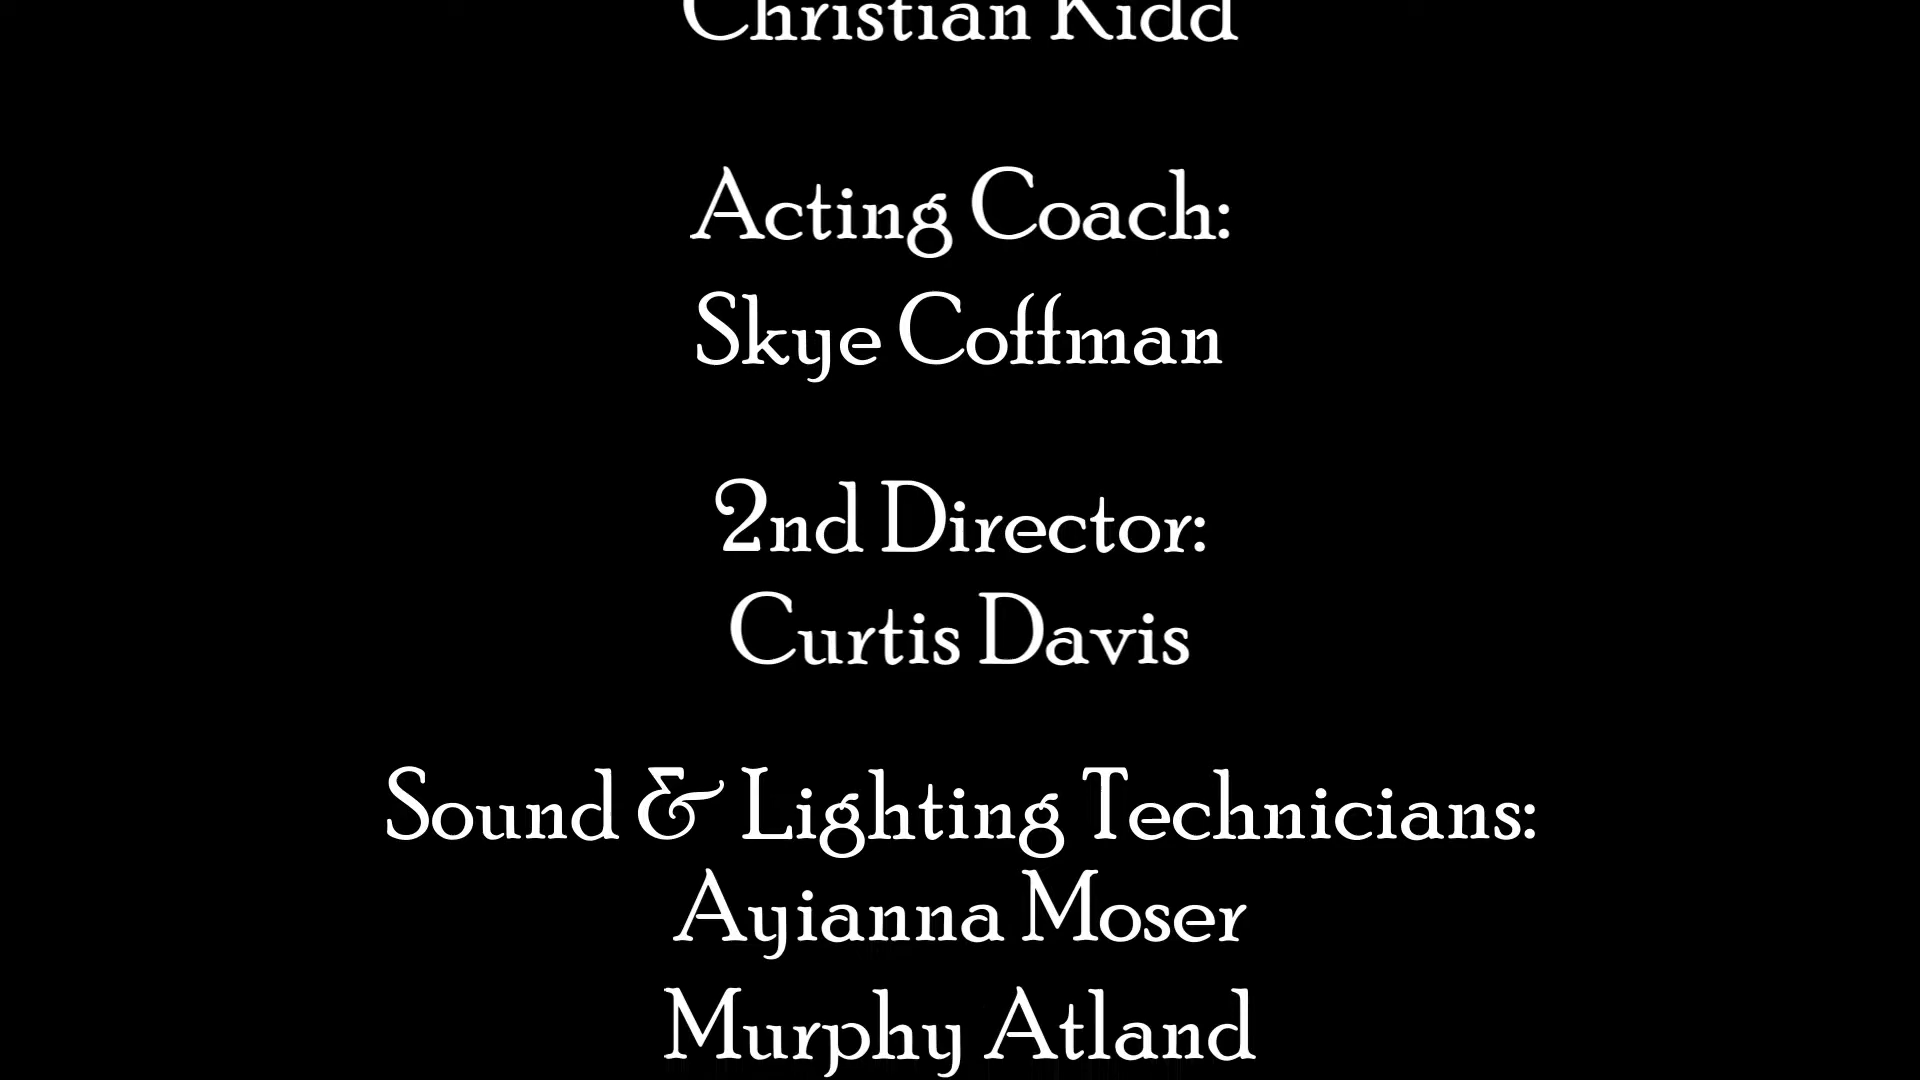 Christian Kidd
Acting Coach:
Skye Coffman
2nd Director:
Curtis Davis
Sound & Lighting Technicians:
Ayianna Moser
Murphy Atland